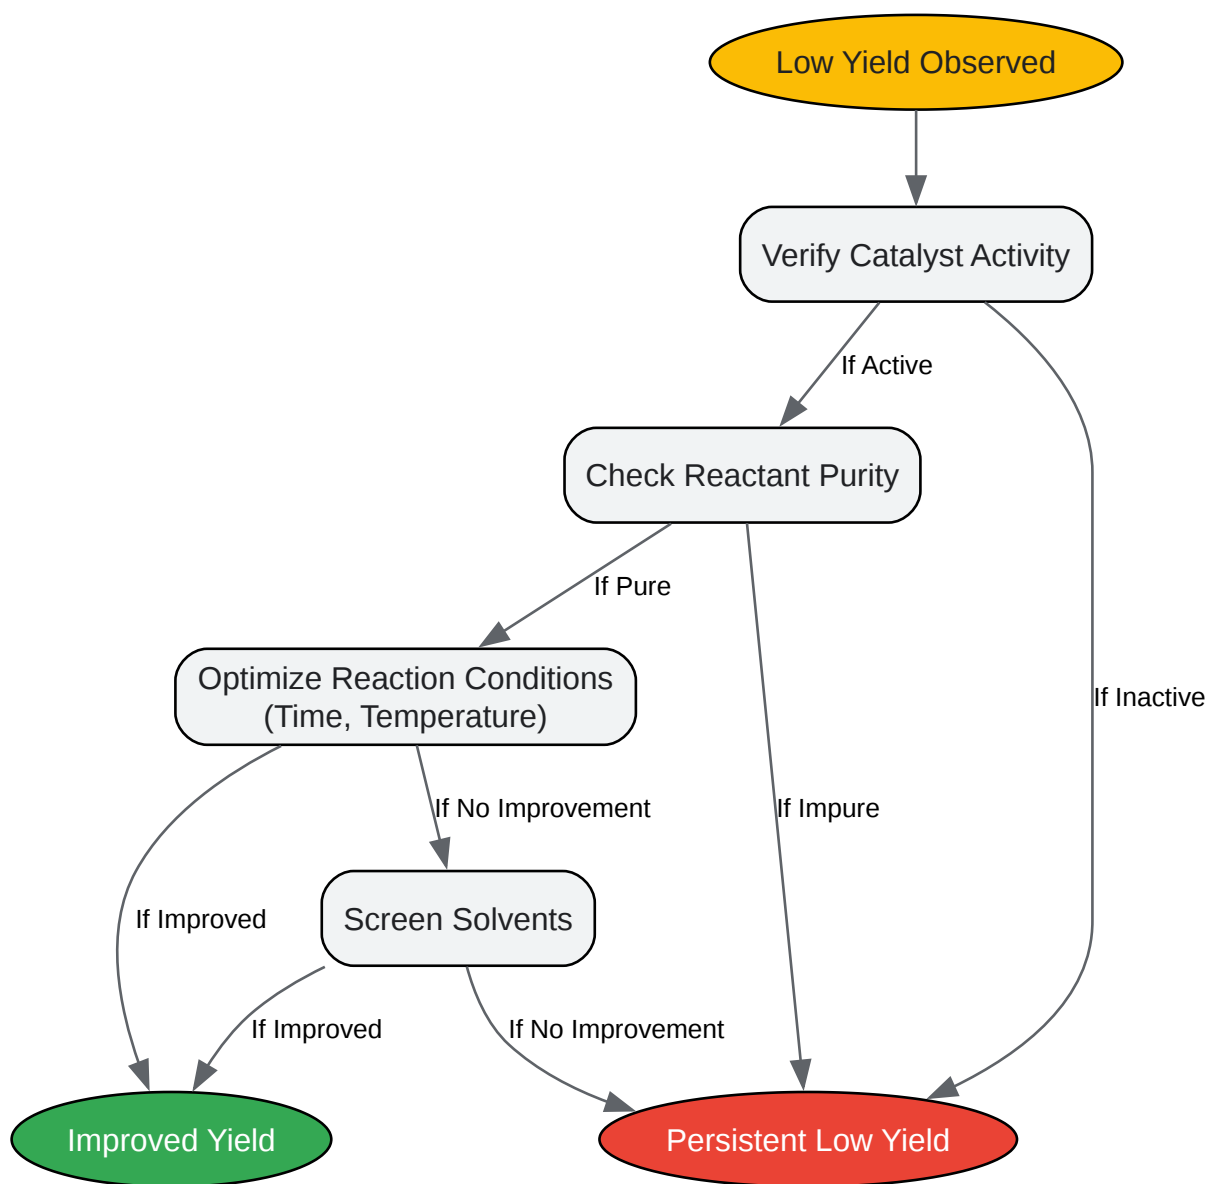 Low Yield Observed
Verify Catalyst Activity
If Active
Check Reactant Purity
If Pure
Optimize Reaction Conditions
(Time, Temperature)
If Inactive
If No Improvement
If Impure
If Improved
Screen Solvents
If Improved
If No Improvement
Improved Yield
Persistent Low Yield